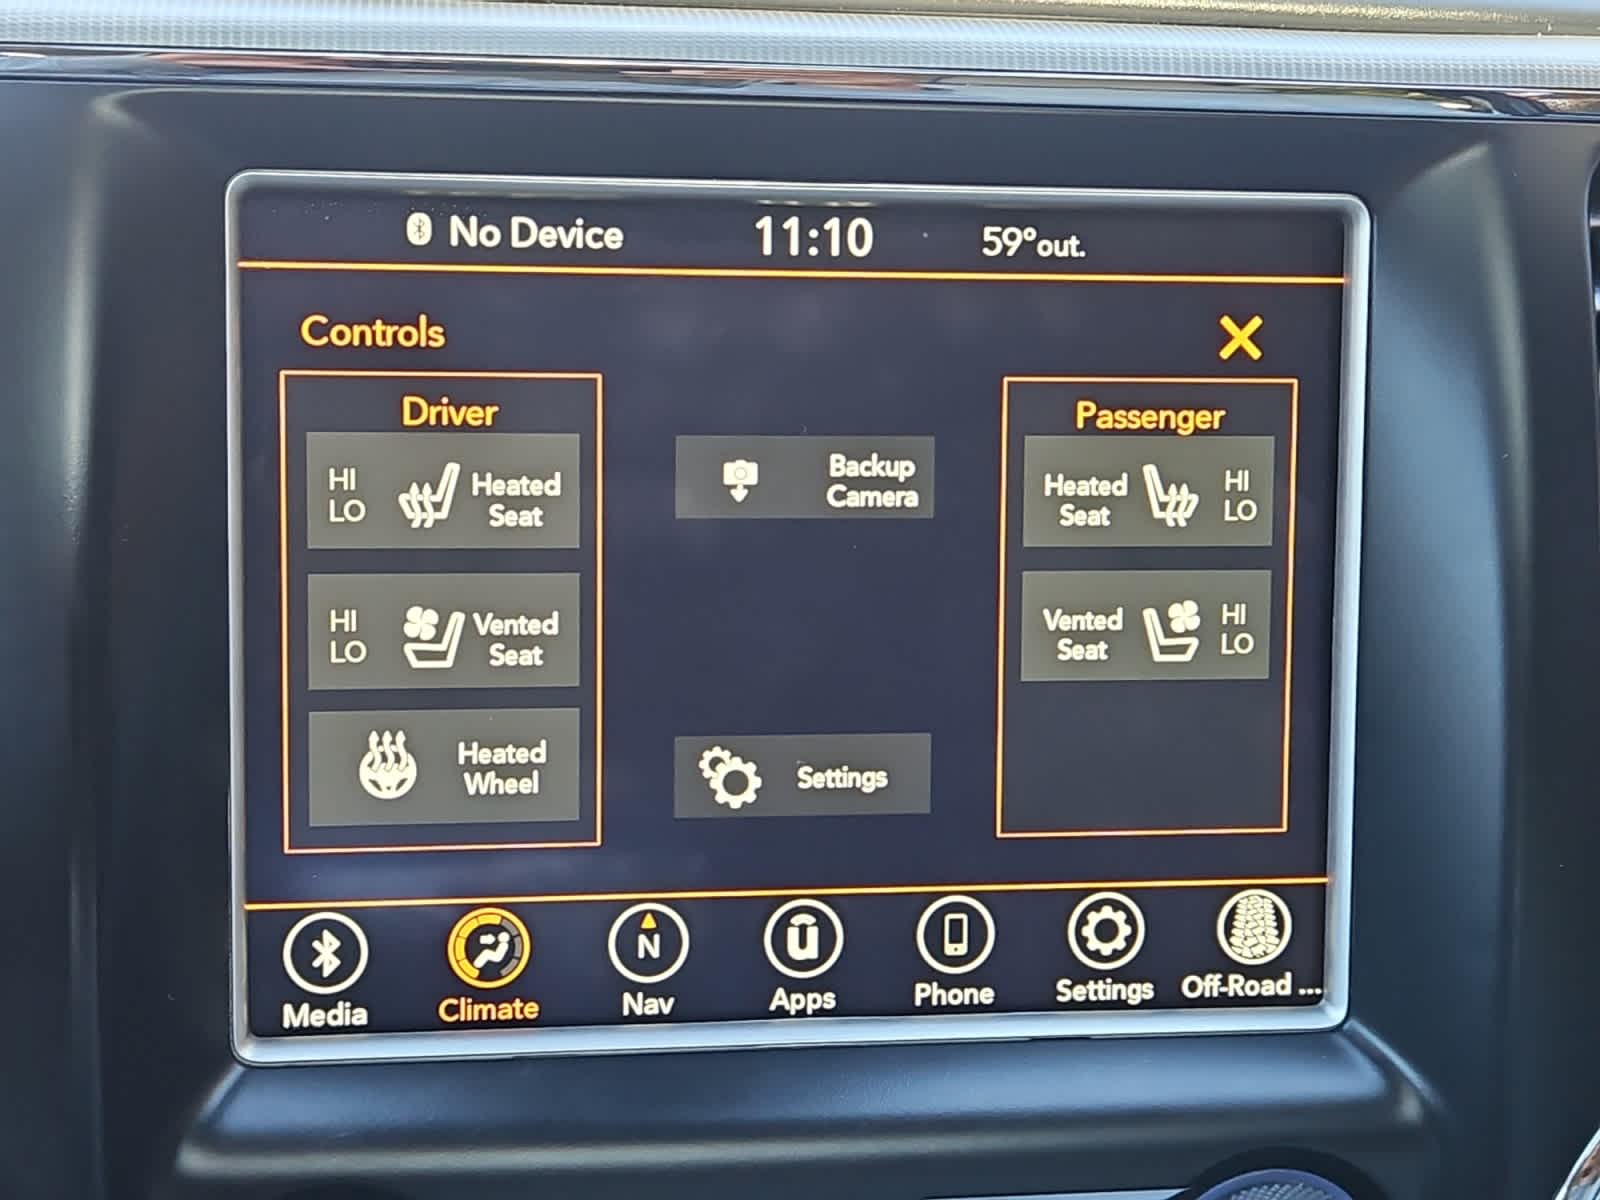 No Device 11:10 59°out.
Controls
Driver
HI
LO
Heated
Seat
HI
LO
Vented
Seat
Heated
Wheel
Backup
Camera
Settings
Passenger
Heated
Seat
HI
LO
Vented
Seat
HI
LO
Media
Climate
N
Nav
u
Apps
Phone
Settings
Off-Road ...